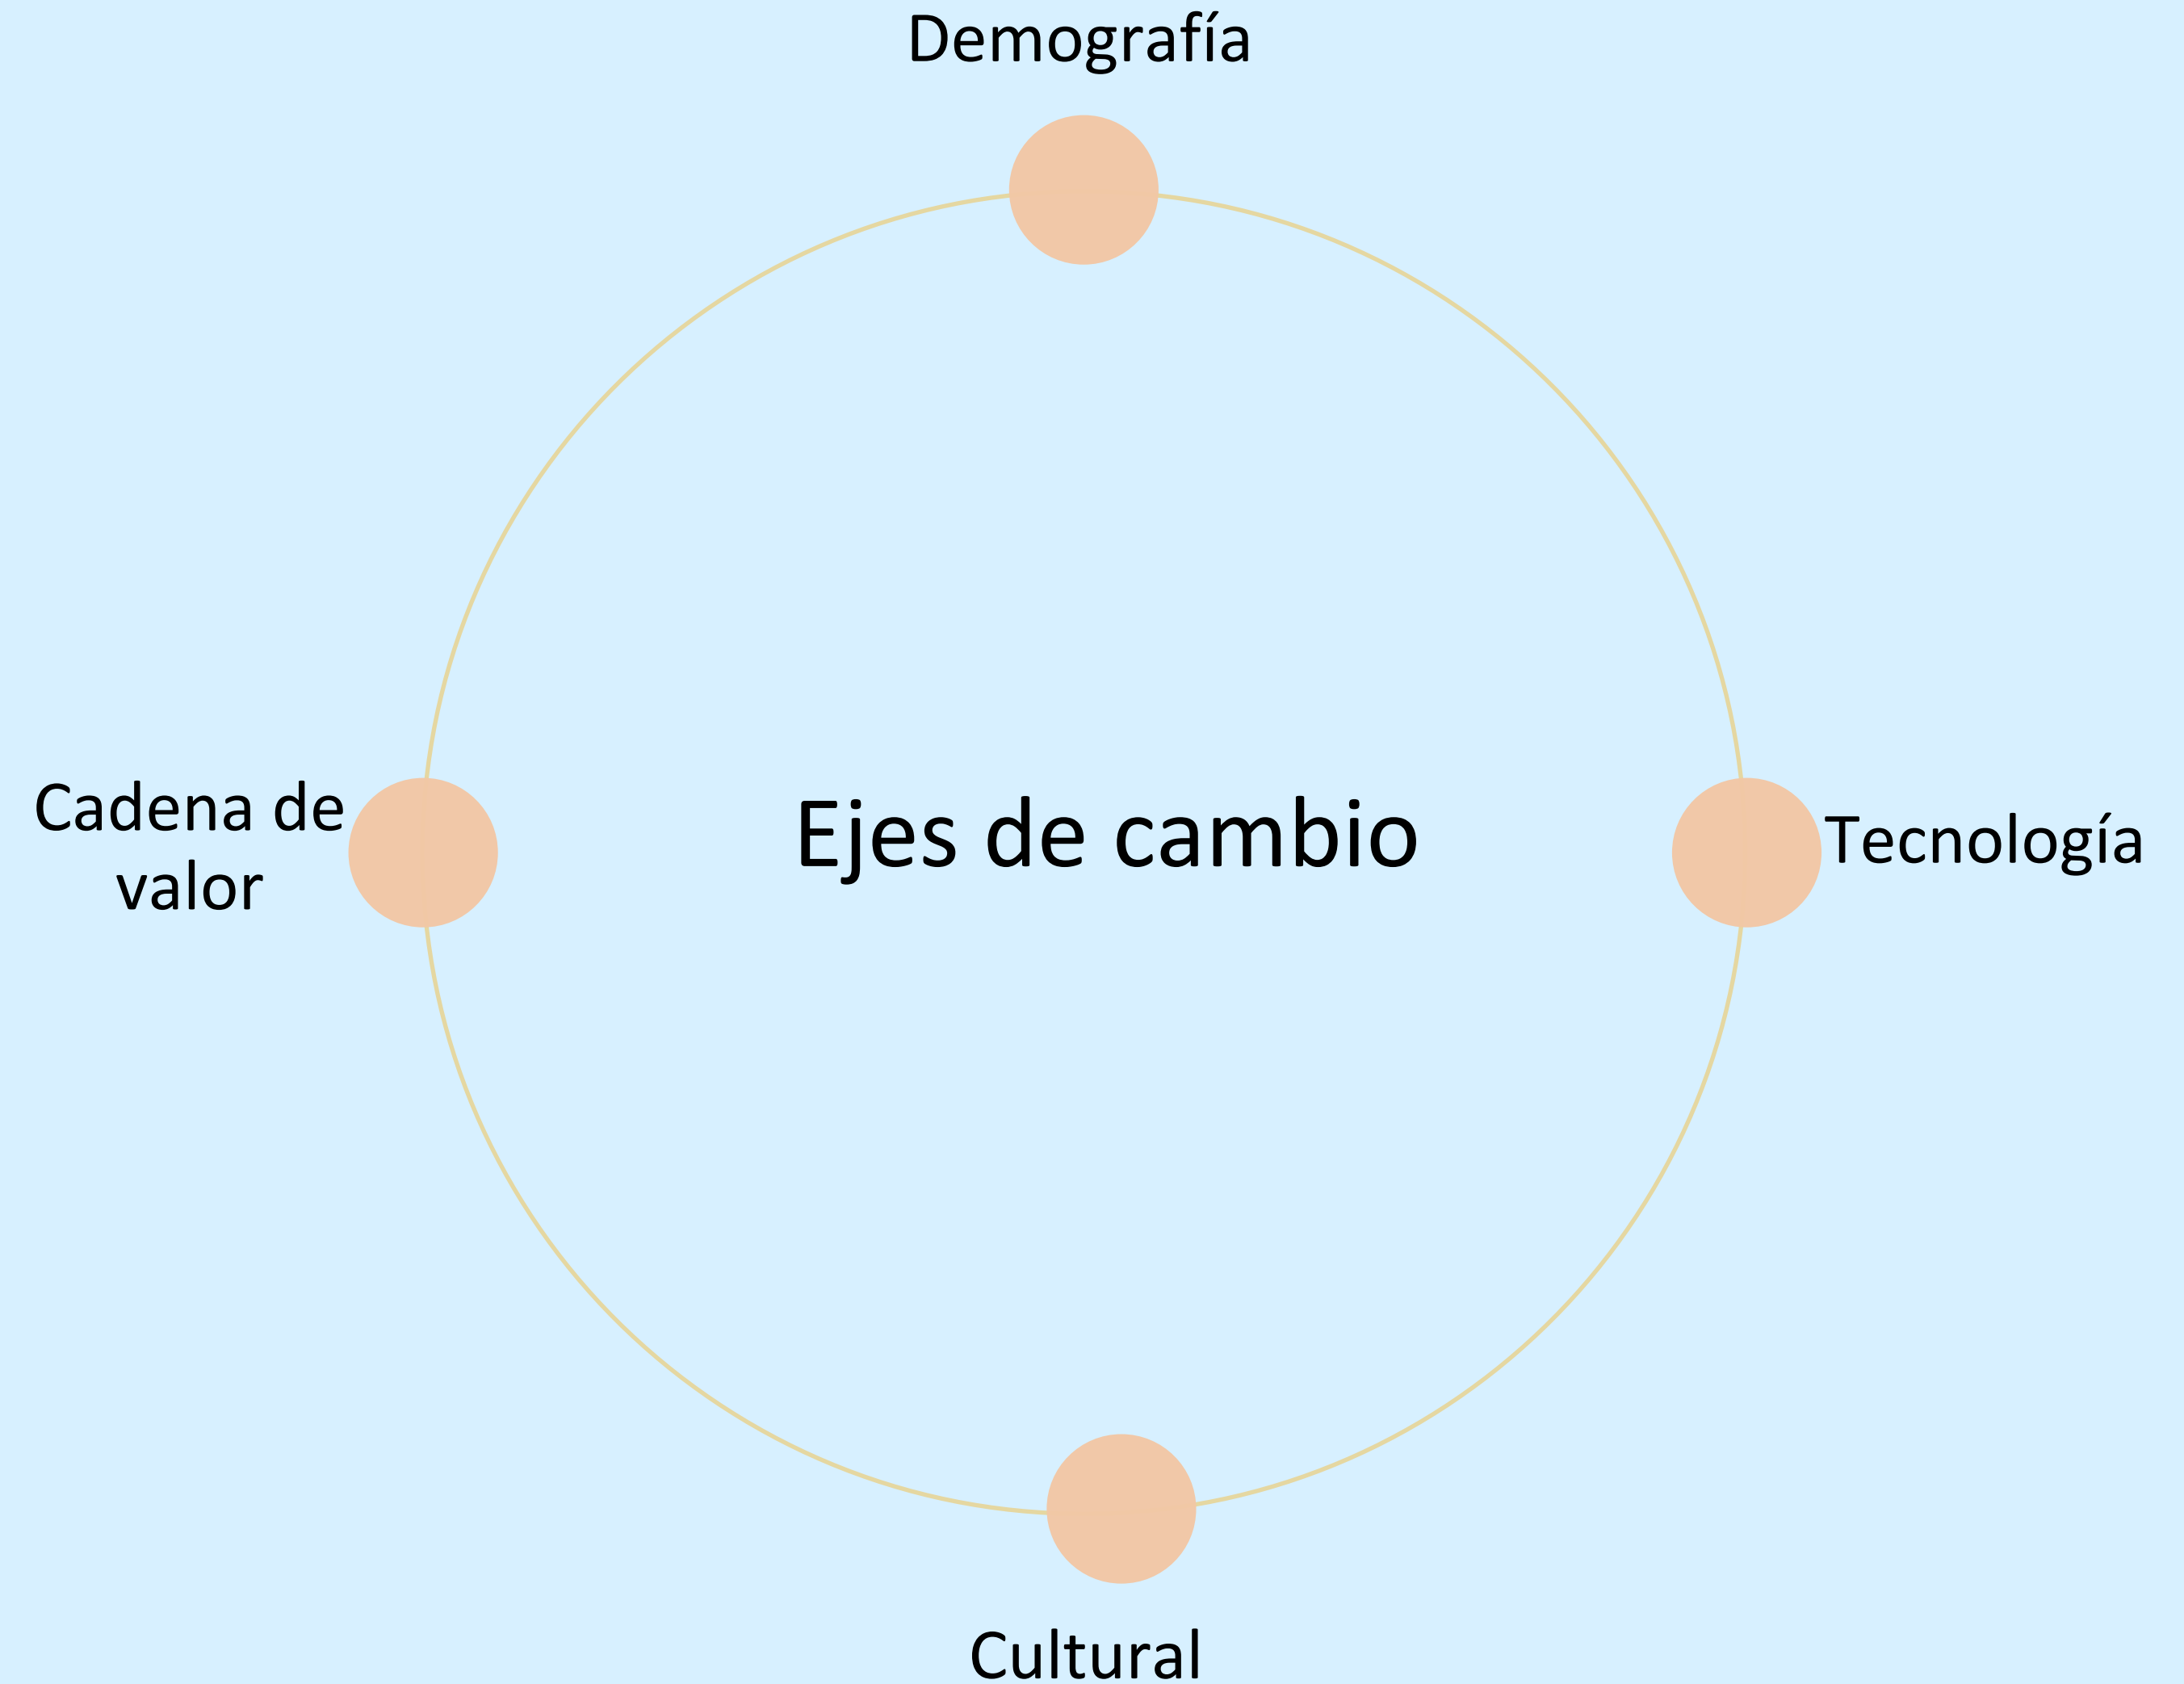 Demografía
Cadena de
valor
Ejes de cambio
Tecnología
Cultural